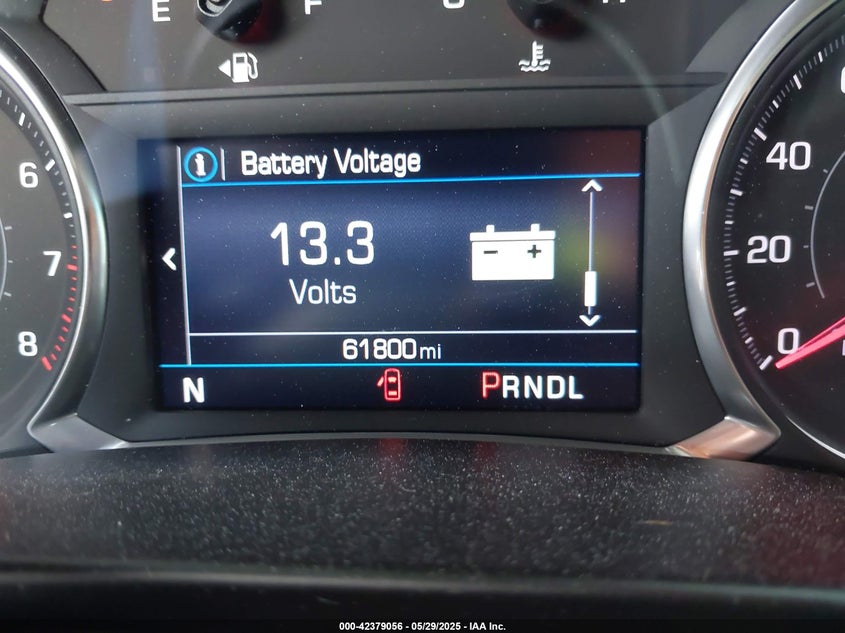 E F
Battery Voltage
13.3
Volts
61800 mi
N PRNDL
6
7
8
40
20
0
000-42379056 - 05/29/2025 - IAA Inc.